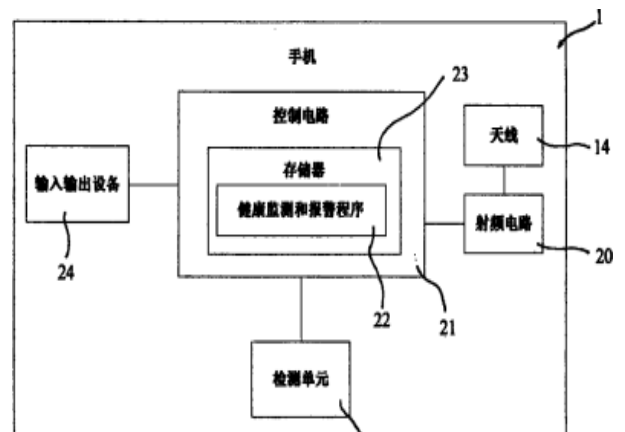 1
手机
23
控制电路
天线
存储器
14
输入输出设备
健康监测和报警程序
射频电路
24
22
21
20
检测单元